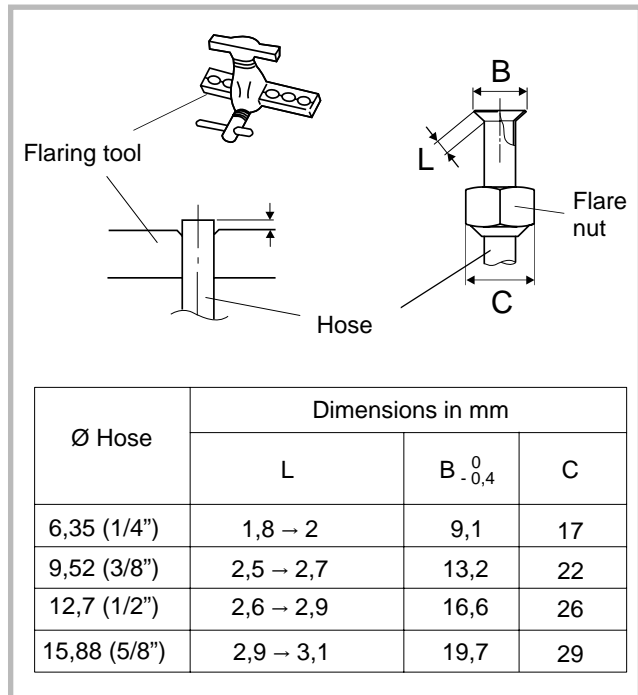 B
L
Flaring tool
Flare
nut
C
Hose
Ø Hose
Dimensions in mm
L
B 0
- 0,4
C
6,35 (1/4”) 1,8 → 2 9,1 17
9,52 (3/8”) 2,5 → 2,7 13,2 22
12,7 (1/2”) 2,6 → 2,9 16,6 26
15,88 (5/8”) 2,9 → 3,1 19,7 29